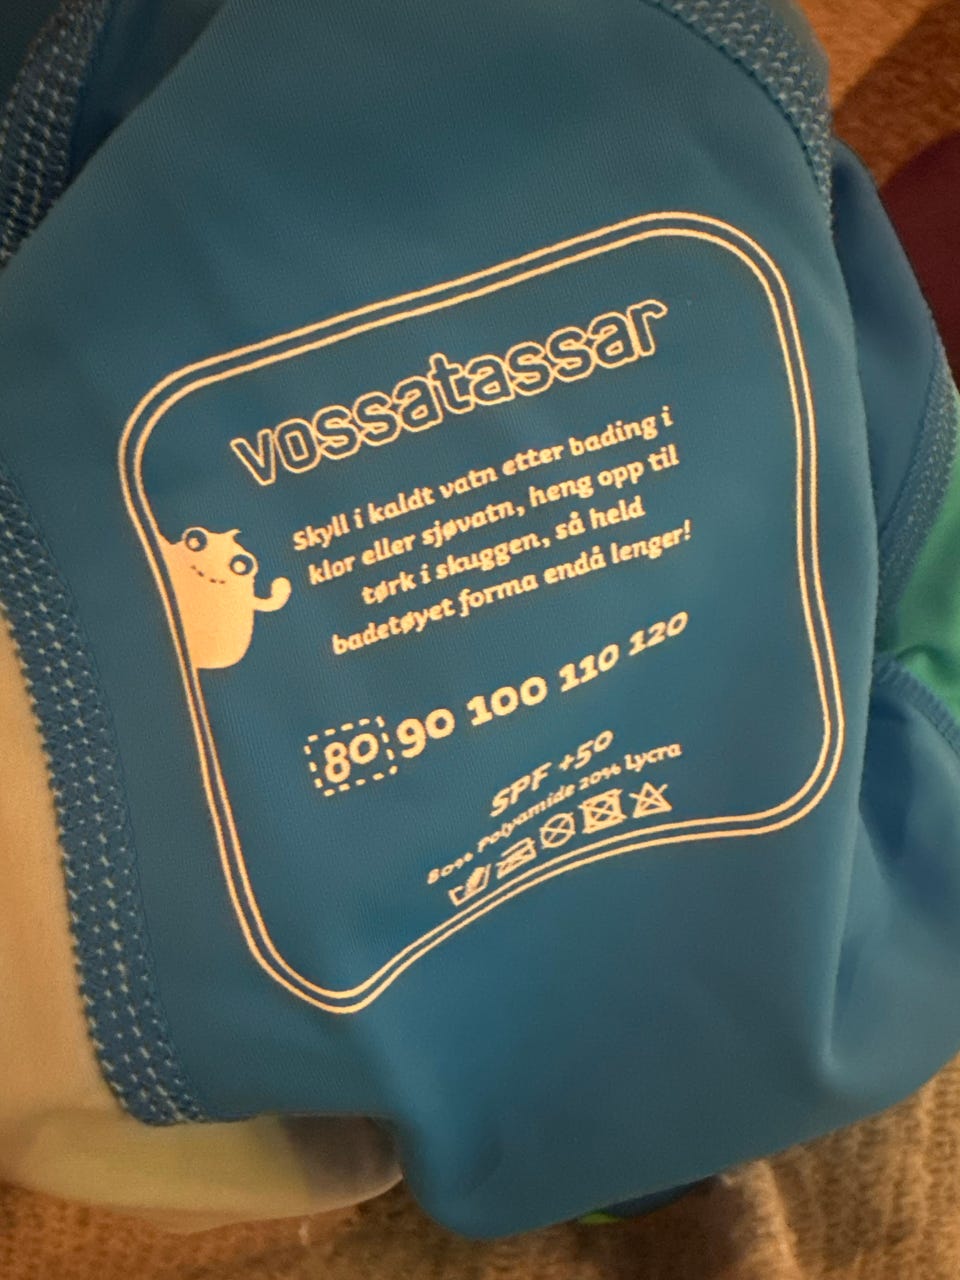 vossatassar
Skyll i kaldt vatn etter bading i
klor eller sjøvatn, heng opp til
tørk i skuggen, så held
badetøyet forma endå lenger!
80 90 100 110 120
SPF +50
80% Polyamide 20% Lycra